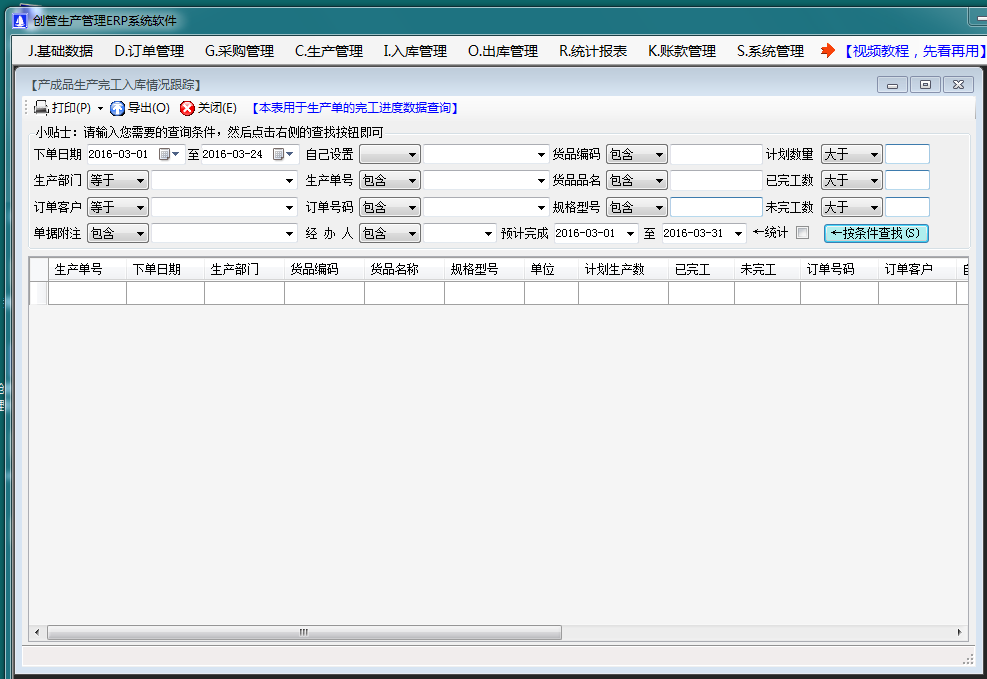 创管生产管理ERP系统软件
J.基础数据 D.订单管理 G.采购管理 C.生产管理 I.入库管理 O.出库管理 R.统计报表 K.账款管理 S.系统管理 【视频教程，先看再用】
【产成品生产完工入库情况跟踪】
打印(P) 导出(O) 关闭(E) 【本表用于生产单的完工进度数据查询】
小贴士：请输入您需要的查询条件，然后点击右侧的查找按钮即可
下单日期 2016-03-01 至 2016-03-24 自己设置 货品编码 包含 计划数量 大于
生产部门 等于 生产单号 包含 货品品名 包含 已完工数 大于
订单客户 等于 订单号码 包含 规格型号 包含 未完工数 大于
单据附注 包含 经 办 人 包含 预计完成 2016-03-01 至 2016-03-31 ←统计 ←按条件查找(S)
生产单号 下单日期 生产部门 货品编码 货品名称 规格型号 单位 计划生产数 已完工 未完工 订单号码 订单客户